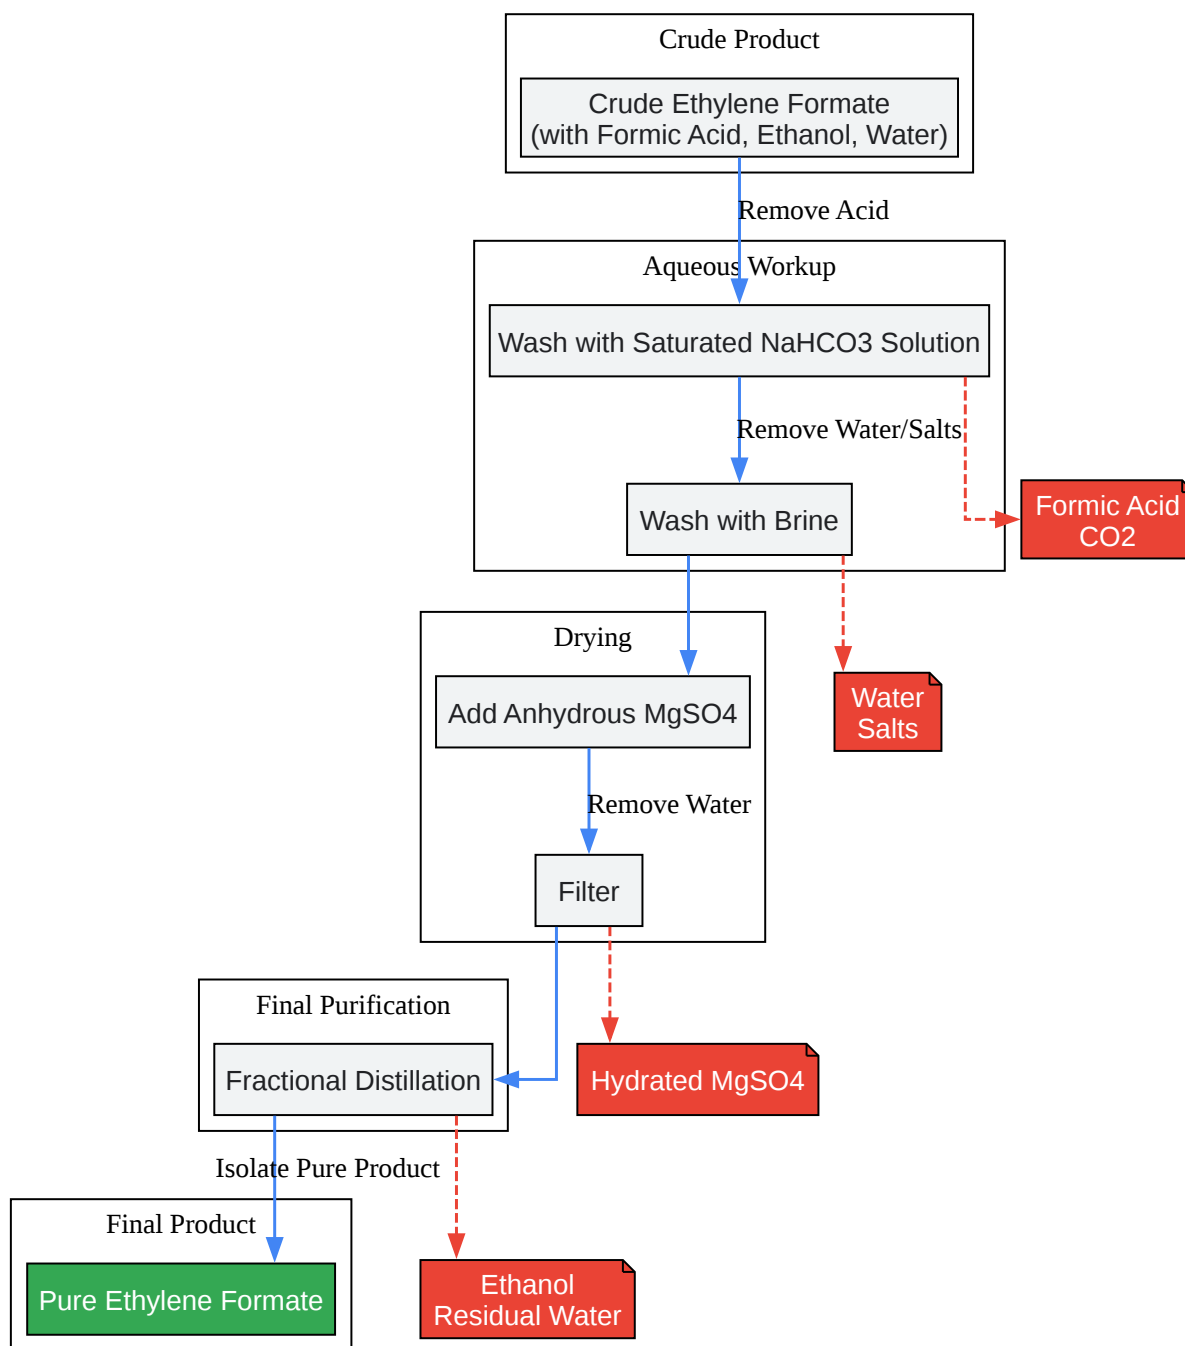 Crude Product
Crude Ethylene Formate
(with Formic Acid, Ethanol, Water)
Remove Acid
Aqueous Workup
Wash with Saturated NaHCO3 Solution
Remove Water/Salts
Wash with Brine
Formic Acid
CO2
Drying
Add Anhydrous MgSO4
Water
Salts
Remove Water
Filter
Final Purification
Fractional Distillation
Hydrated MgSO4
Isolate Pure Product
Final Product
Pure Ethylene Formate
Ethanol
Residual Water